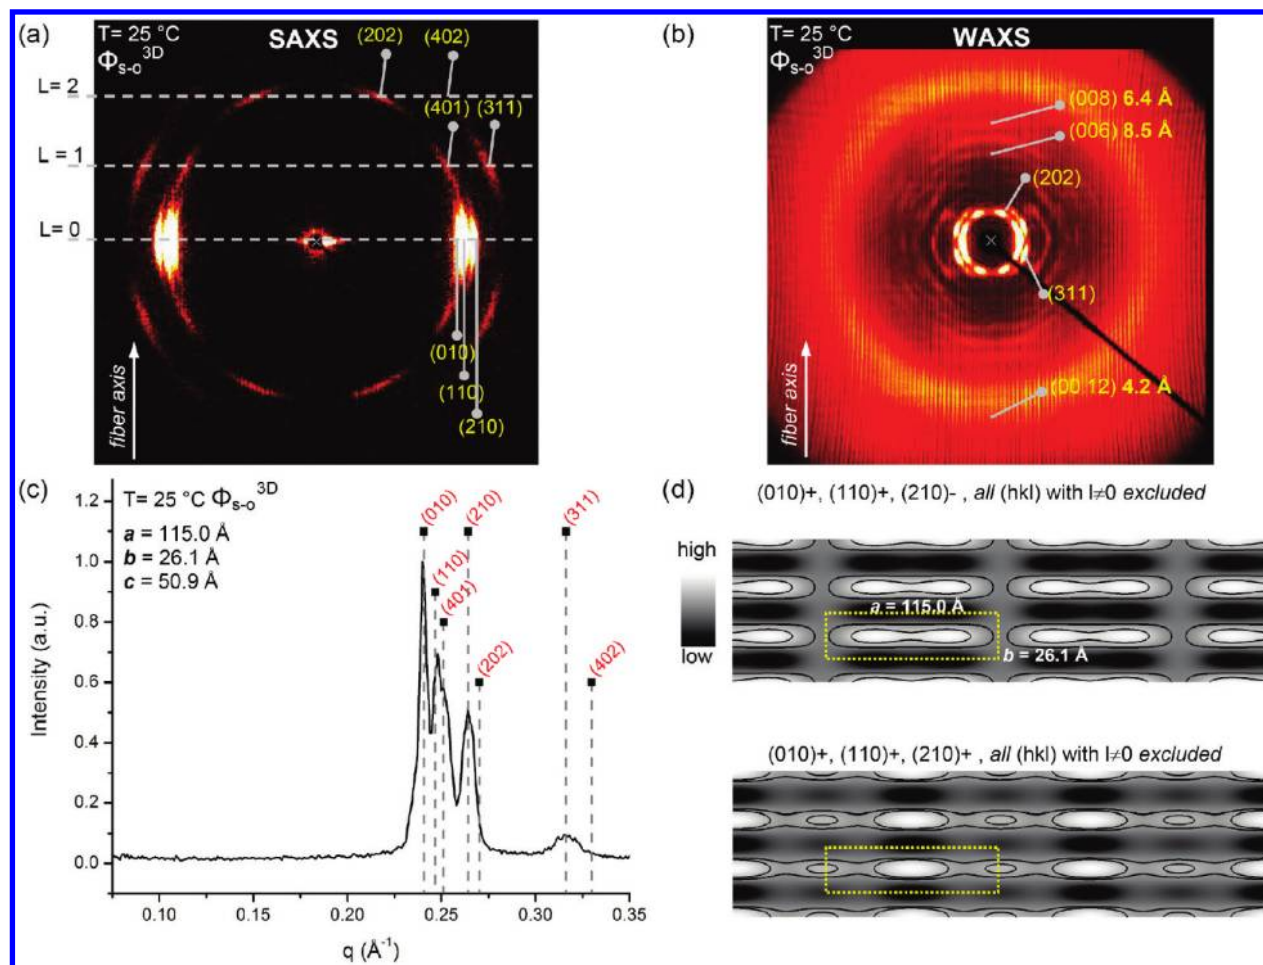 (a)
T= 25 °C
Φs-o3D
SAXS
(202)
(402)
L= 2
(401)
(311)
L= 1
L= 0
(010)
(110)
(210)
fiber axis
(b)
T= 25 °C
Φs-o3D
WAXS
(008) 6.4 Å
(006) 8.5 Å
(202)
(311)
(00 12) 4.2 Å
fiber axis
(c)
T= 25 °C Φs-o3D
a = 115.0 Å
b = 26.1 Å
c = 50.9 Å
(010)
(110)
(401)
(210)
(202)
(311)
(402)
1.2
1.0
0.8
0.6
0.4
0.2
0.0
Intensity (a.u.)
0.10
0.15
0.20
0.25
0.30
0.35
q (Å-1)
(d)
(010)+, (110)+, (210)- , all (hkl) with l≠0 excluded
high
low
a = 115.0 Å
b = 26.1 Å
(010)+, (110)+, (210)+ , all (hkl) with l≠0 excluded